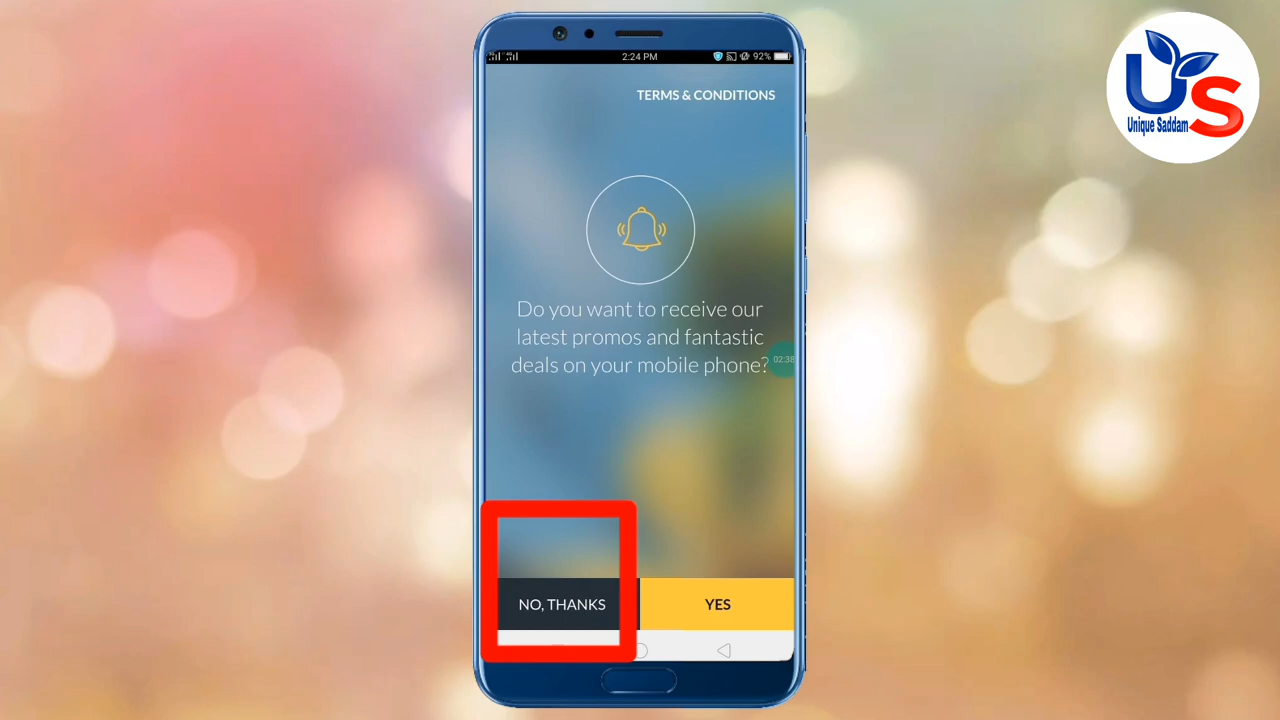 2:24 PM
92%
TERMS & CONDITIONS
Do you want to receive our
latest promos and fantastic
deals on your mobile phone?
02:38
NO, THANKS
YES
US
Unique Saddam